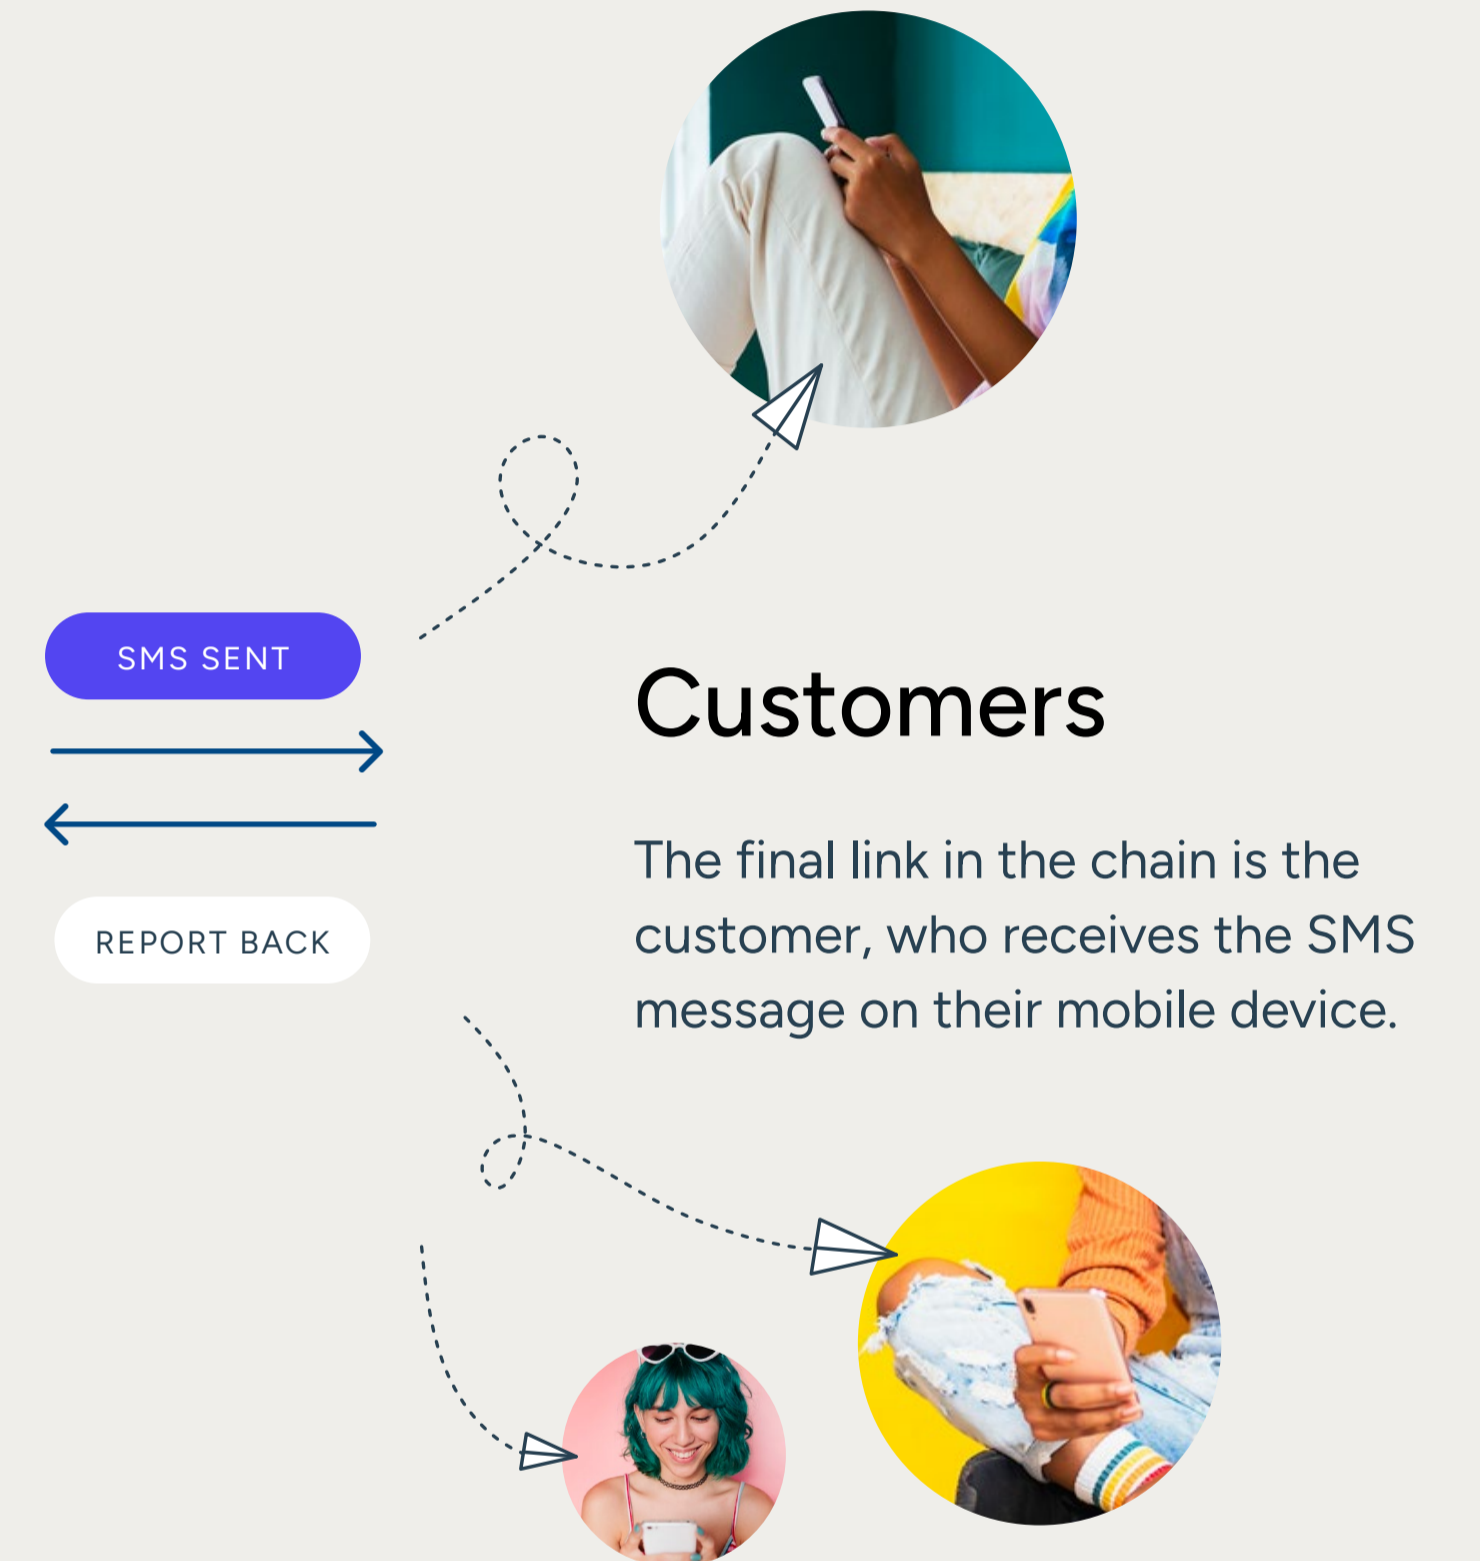 SMS SENT
REPORT BACK
Customers
The final link in the chain is the
customer, who receives the SMS
message on their mobile device.